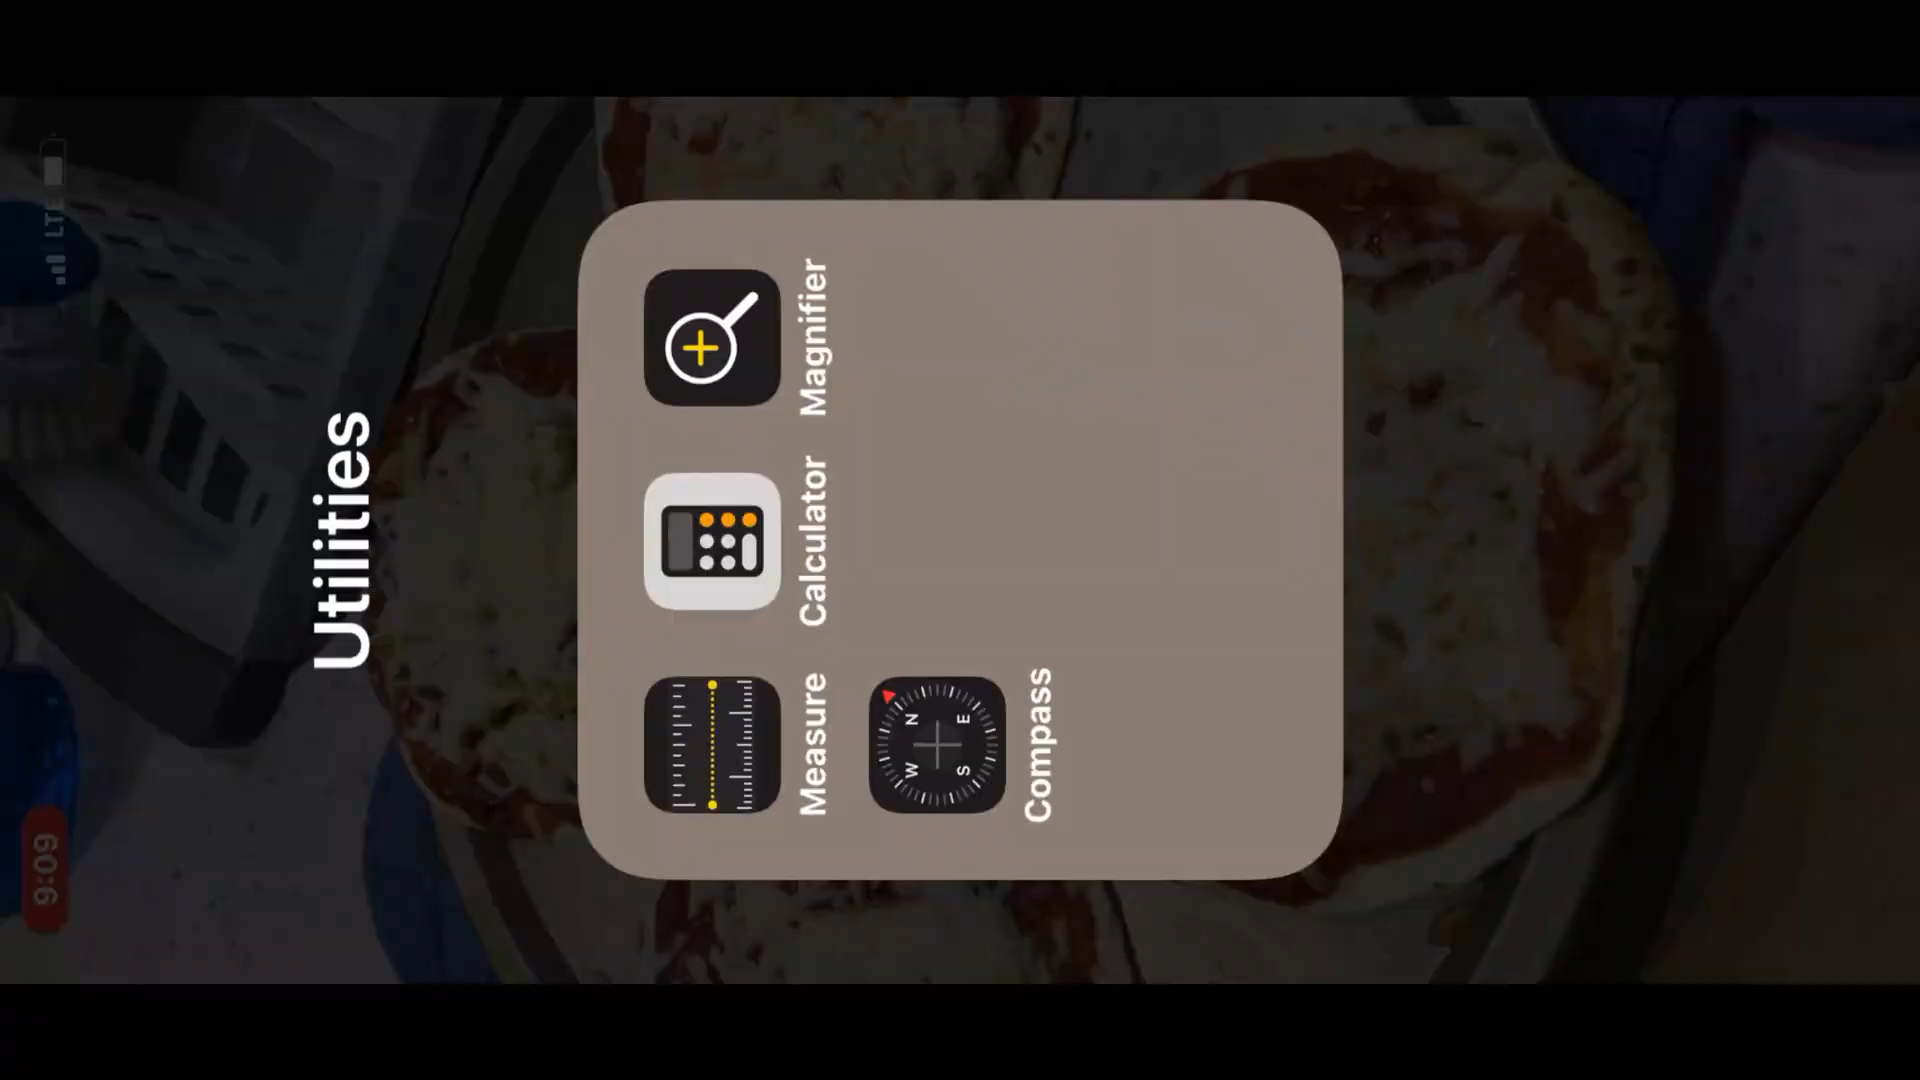 9:09
LTE
Utilities
Measure
Calculator
Magnifier
Compass
N
W
E
S